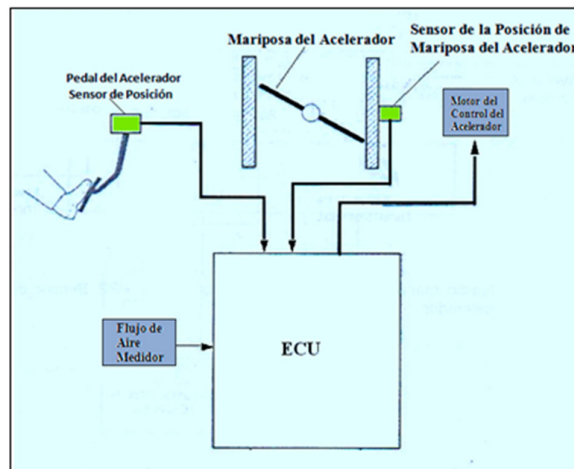 Mariposa del Acelerador
Sensor de la Posición de
Mariposa del Acelerador
Pedal del Acelerador
Sensor de Posición
Motor del
Control del
Acelerador
Flujo de
Aire
Medidor
ECU